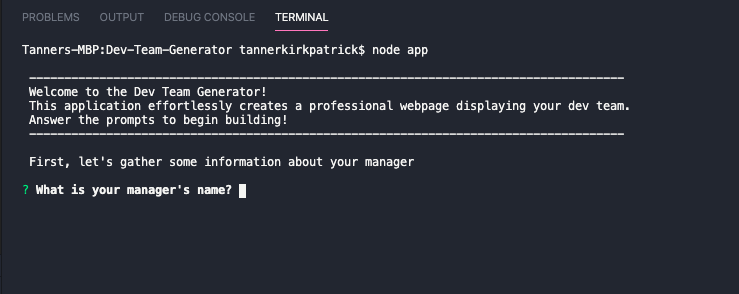 PROBLEMS OUTPUT DEBUG CONSOLE TERMINAL
Tanners-MBP:Dev-Team-Generator tannerkirkpatrick$ node app
------------------------------------------------------------------------------------
Welcome to the Dev Team Generator!
This application effortlessly creates a professional webpage displaying your dev team.
Answer the prompts to begin building!
------------------------------------------------------------------------------------
First, let's gather some information about your manager
? What is your manager's name?